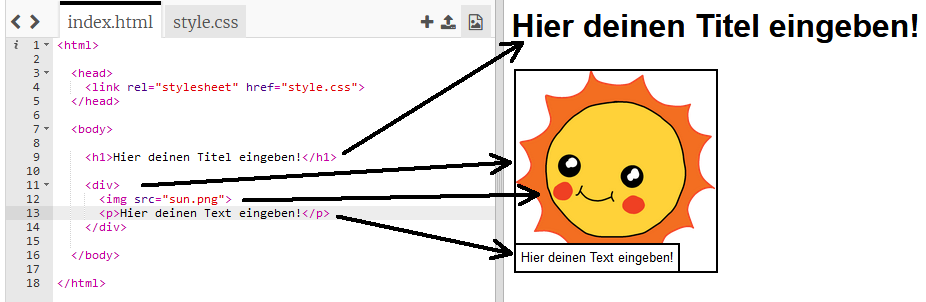 index.html style.css
1 <html>
2
3 <head>
4 <link rel="stylesheet" href="style.css">
5 </head>
6
7 <body>
8
9 <h1>Hier deinen Titel eingeben!</h1>
10
11 <div>
12 <img src="sun.png">
13 <p>Hier deinen Text eingeben!</p>
14 </div>
15
16 </body>
17
18 </html>
Hier deinen Titel eingeben!
Hier deinen Text eingeben!